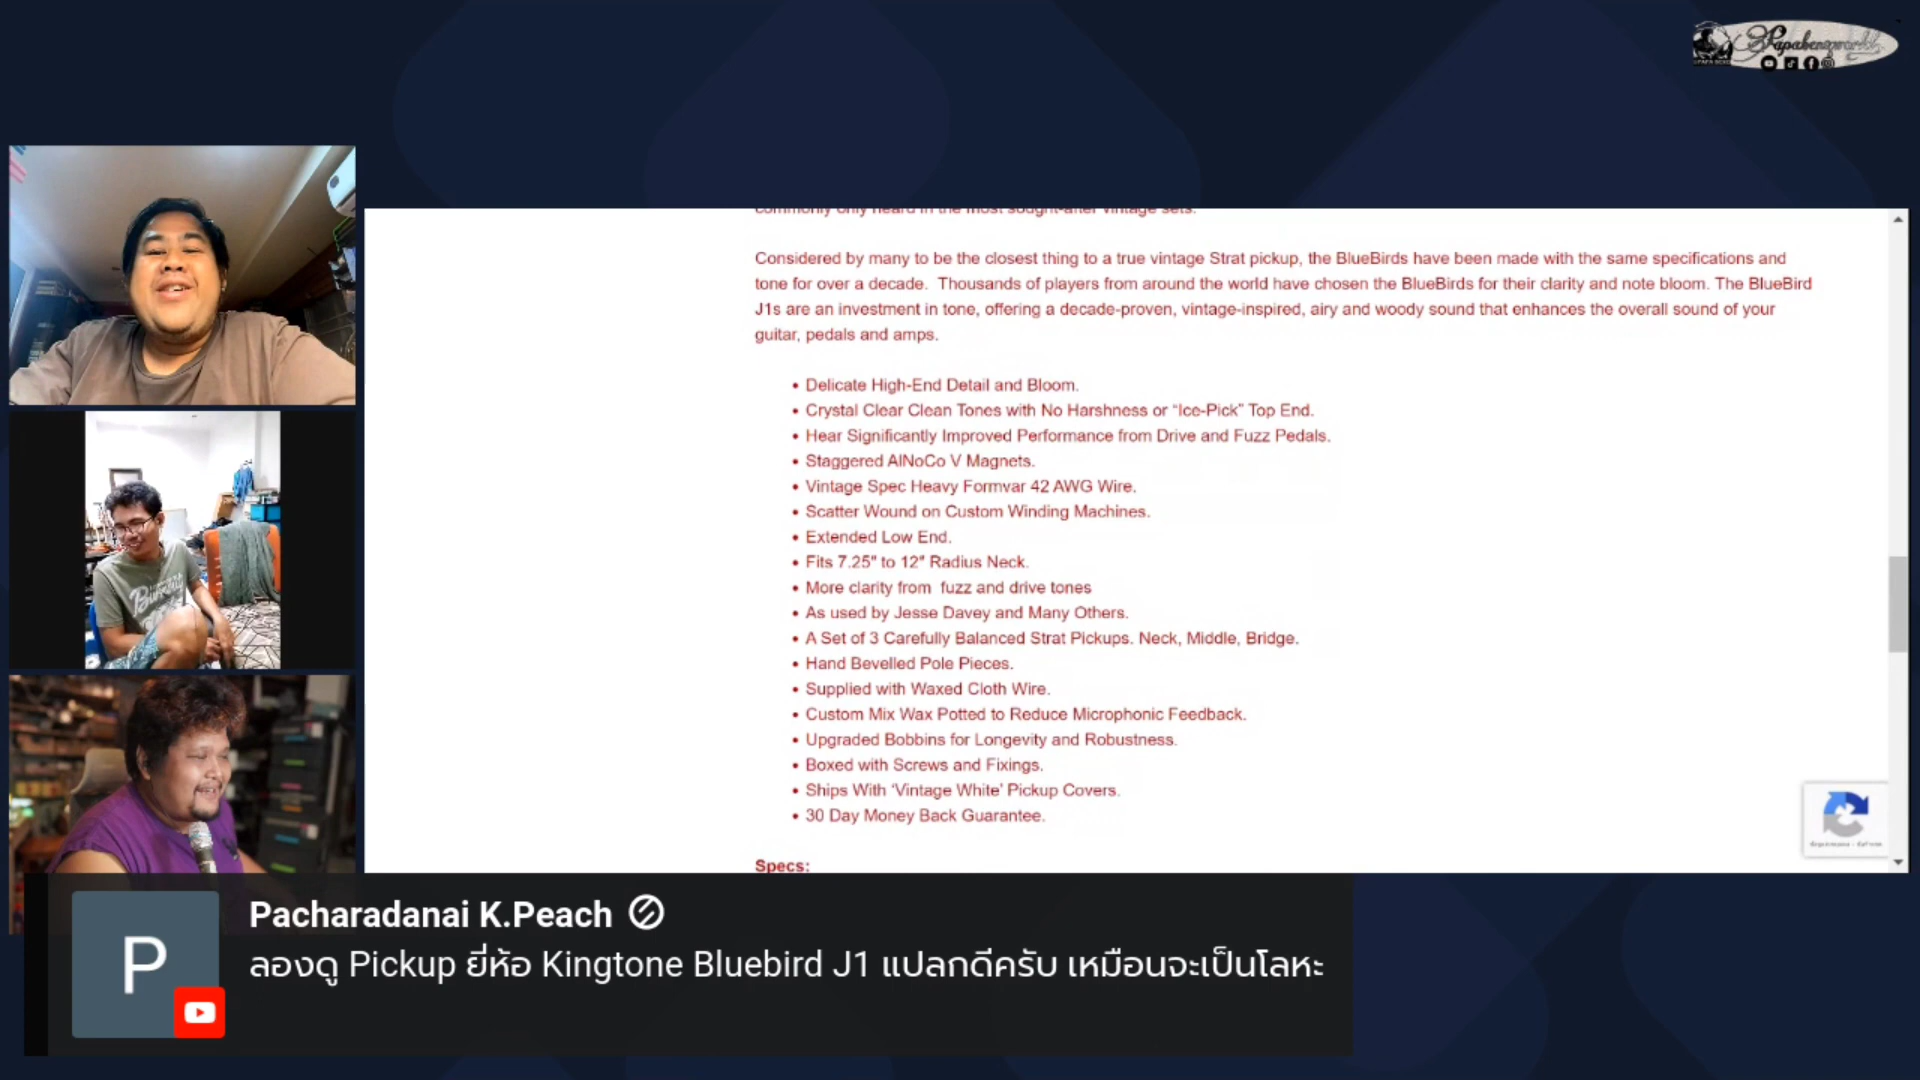 Papabenzworld
commonly only heard in the most sought-after vintage sets.
Considered by many to be the closest thing to a true vintage Strat pickup, the BlueBirds have been made with the same specifications and
tone for over a decade.  Thousands of players from around the world have chosen the BlueBirds for their clarity and note bloom. The BlueBird
J1s are an investment in tone, offering a decade-proven, vintage-inspired, airy and woody sound that enhances the overall sound of your
guitar, pedals and amps.
• Delicate High-End Detail and Bloom.
• Crystal Clear Clean Tones with No Harshness or “Ice-Pick” Top End.
• Hear Significantly Improved Performance from Drive and Fuzz Pedals.
• Staggered AlNoCo V Magnets.
• Vintage Spec Heavy Formvar 42 AWG Wire.
• Scatter Wound on Custom Winding Machines.
• Extended Low End.
• Fits 7.25″ to 12″ Radius Neck.
• More clarity from  fuzz and drive tones
• As used by Jesse Davey and Many Others.
• A Set of 3 Carefully Balanced Strat Pickups. Neck, Middle, Bridge.
• Hand Bevelled Pole Pieces.
• Supplied with Waxed Cloth Wire.
• Custom Mix Wax Potted to Reduce Microphonic Feedback.
• Upgraded Bobbins for Longevity and Robustness.
• Boxed with Screws and Fixings.
• Ships With ‘Vintage White’ Pickup Covers.
• 30 Day Money Back Guarantee.
Specs:
P
Pacharadanai K.Peach
ลองดู Pickup ยี่ห้อ Kingtone Bluebird J1 แปลกดีครับ เหมือนจะเป็นโลหะ